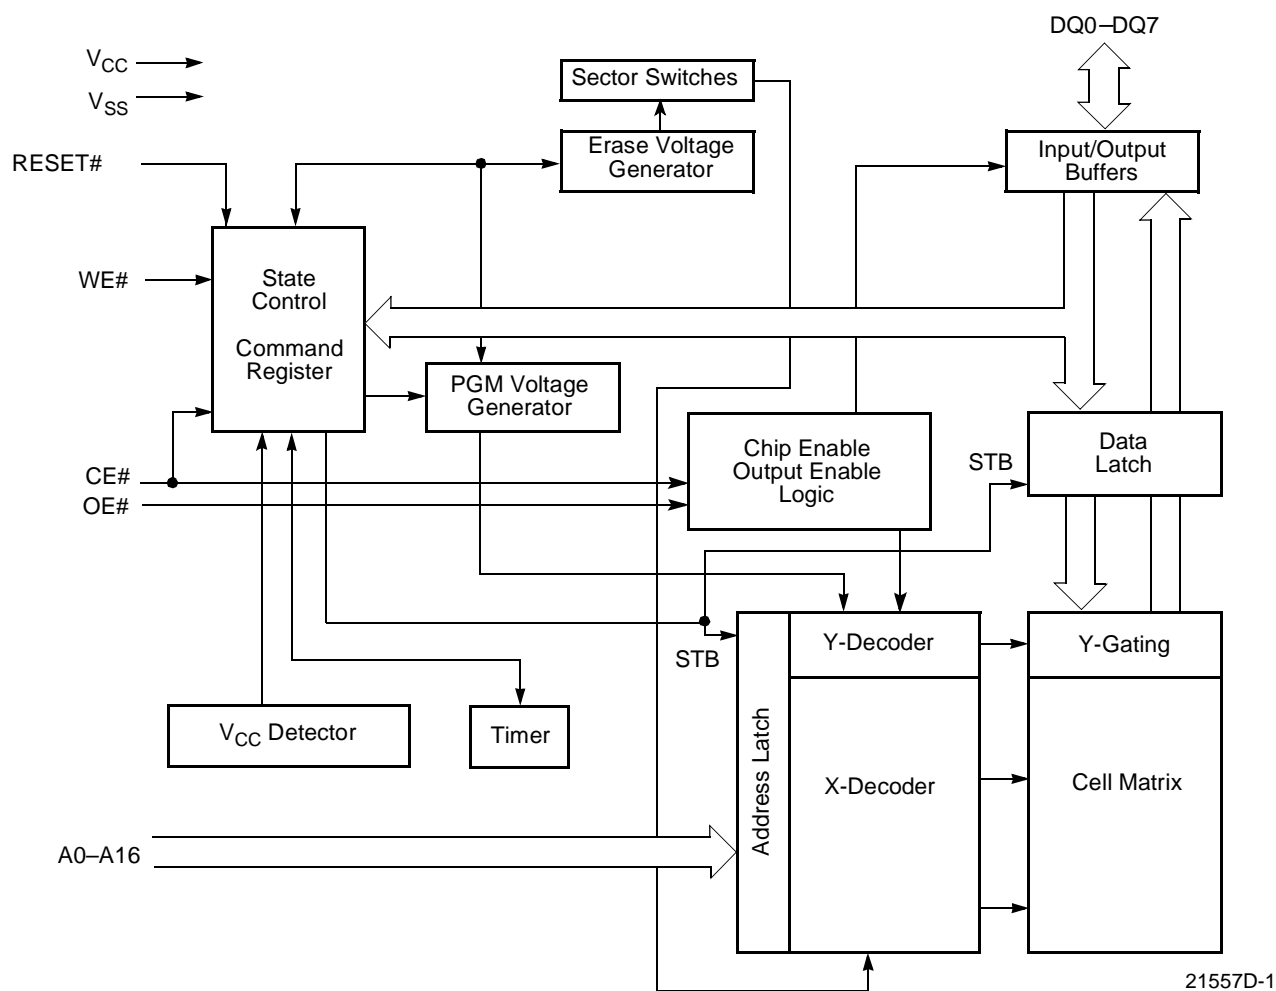 DQ0–DQ7
VCC
VSS
Sector Switches
Erase Voltage
Generator
Input/Output
Buffers
RESET#
WE#
State
Control
Command
Register
PGM Voltage
Generator
Chip Enable
Output Enable
Logic
Data
Latch
STB
CE#
OE#
STB
Y-Decoder
Y-Gating
VCC Detector
Timer
Address Latch
X-Decoder
Cell Matrix
A0–A16
21557D-1